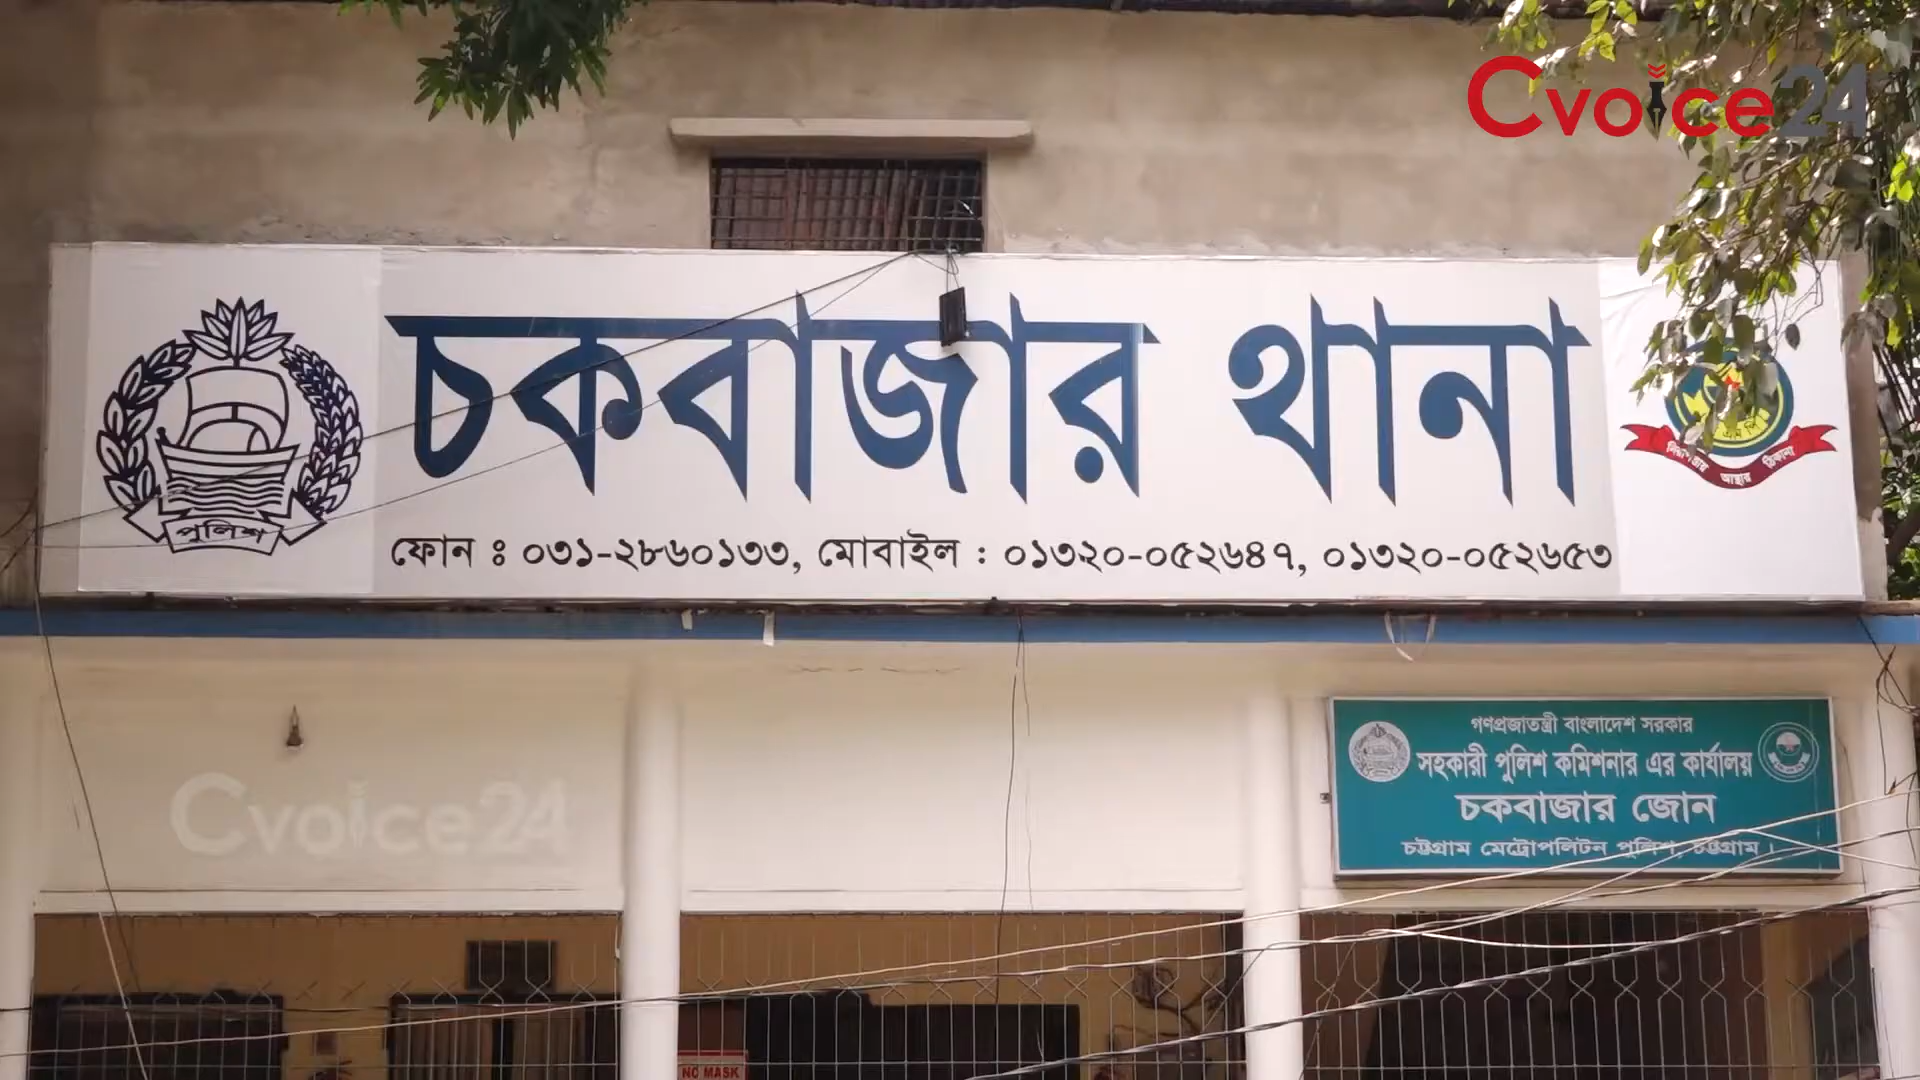 Cvoice24
চকবাজার থানা
পুলিশ
ফোন ঃ ০৩১-২৮৬০১৩৩, মোবাইল : ০১৩২০-০৫২৬৪৭, ০১৩২০-০৫২৬৫৩
আস্থার ঠিকানা
গণপ্রজাতন্ত্রী বাংলাদেশ সরকার
সহকারী পুলিশ কমিশনার এর কার্যালয়
চকবাজার জোন
চট্টগ্রাম মেট্রোপলিটন পুলিশ, চট্টগ্রাম।
Cvoice24
NO MASK